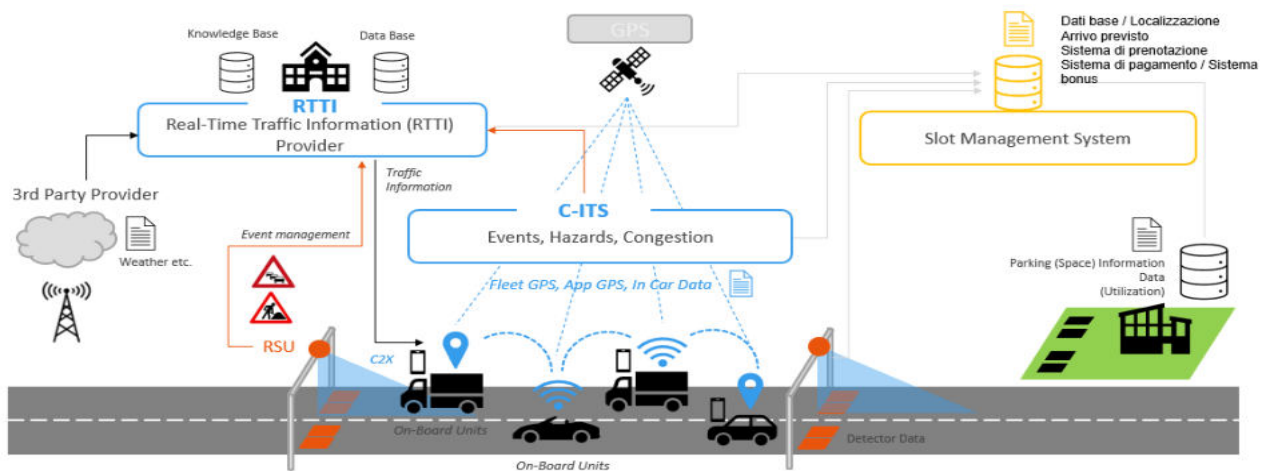 GPS
Knowledge Base
Data Base
Dati base / Localizzazione
Arrivo previsto
Sistema di prenotazione
Sistema di pagamento / Sistema
bonus
RTTI
Real-Time Traffic Information (RTTI)
Provider
Slot Management System
3rd Party Provider
Traffic
Information
C-ITS
Events, Hazards, Congestion
Event management
Weather etc.
Parking (Space) Information
Data
(Utilization)
Fleet GPS, App GPS, In Car Data
RSU
C2X
On-Board Units
Detector Data
On-Board Units